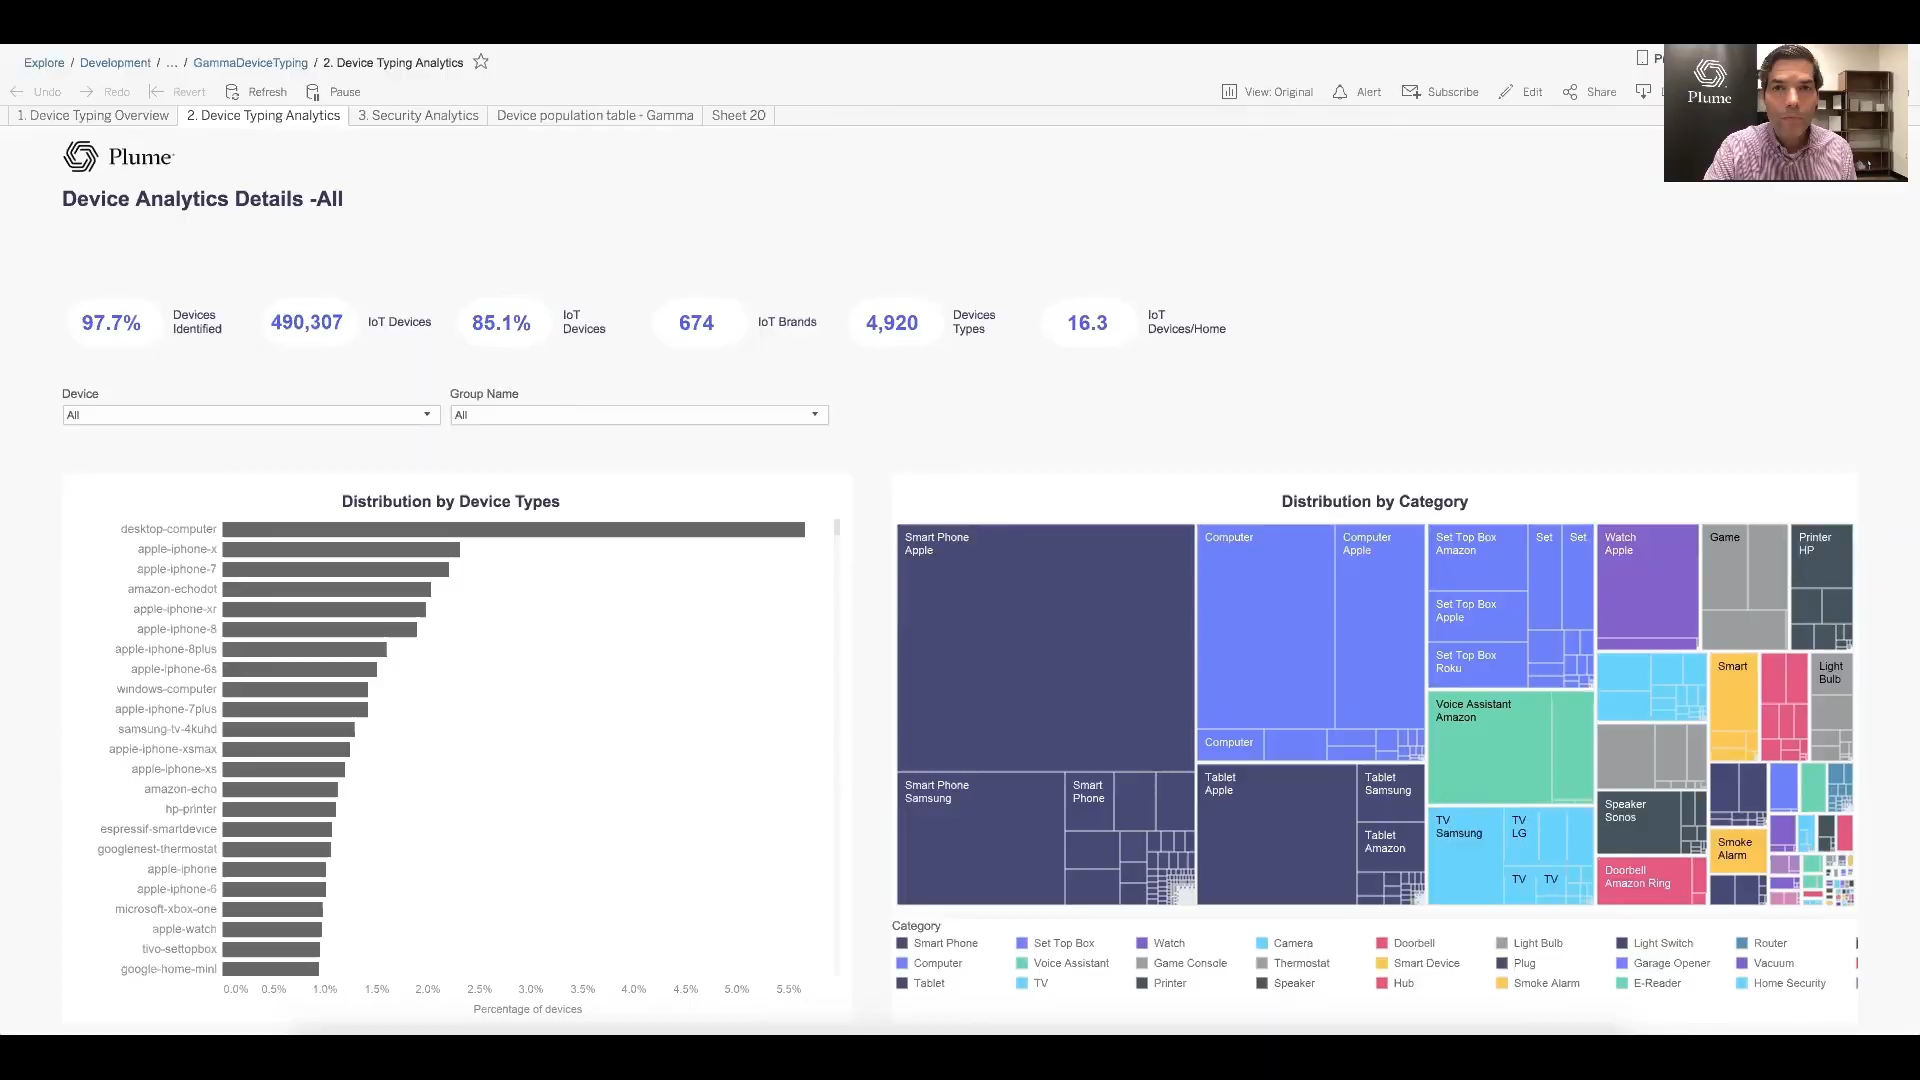 Explore / Development / ... / GammaDeviceTyping / 2. Device Typing Analytics
Undo Redo Revert Refresh Pause
View: Original Alert Subscribe Edit Share
1. Device Typing Overview
2. Device Typing Analytics
3. Security Analytics
Device population table - Gamma
Sheet 20
Plume
Plume
Device Analytics Details -All
97.7%
Devices
Identified
490,307
IoT Devices
85.1%
IoT
Devices
674
IoT Brands
4,920
Devices
Types
16.3
IoT
Devices/Home
Device
All
Group Name
All
Distribution by Device Types
desktop-computer
apple-iphone-x
apple-iphone-7
amazon-echodot
apple-iphone-xr
apple-iphone-8
apple-iphone-8plus
apple-iphone-6s
windows-computer
apple-iphone-7plus
samsung-tv-4kuhd
apple-iphone-xsmax
apple-iphone-xs
amazon-echo
hp-printer
espressif-smartdevice
googlenest-thermostat
apple-iphone
apple-iphone-6
microsoft-xbox-one
apple-watch
tivo-settopbox
google-home-mini
0.0% 0.5% 1.0% 1.5% 2.0% 2.5% 3.0% 3.5% 4.0% 4.5% 5.0% 5.5%
Percentage of devices
Distribution by Category
Smart Phone
Apple
Computer
Computer
Apple
Set Top Box
Amazon
Set
Set
Watch
Apple
Game
Printer
HP
Set Top Box
Apple
Set Top Box
Roku
Smart
Light
Bulb
Voice Assistant
Amazon
Computer
Smart Phone
Samsung
Smart
Phone
Tablet
Apple
Tablet
Samsung
Tablet
Amazon
TV
Samsung
TV
LG
TV
TV
Speaker
Sonos
Smoke
Alarm
Doorbell
Amazon Ring
Category
Smart Phone Set Top Box Watch Camera Doorbell Light Bulb Light Switch Router
Computer Voice Assistant Game Console Thermostat Smart Device Plug Garage Opener Vacuum
Tablet TV Printer Speaker Hub Smoke Alarm E-Reader Home Security